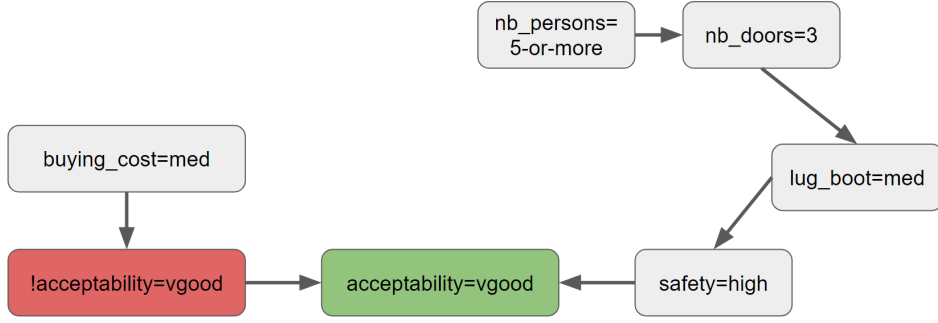 nb_persons=
5-or-more
nb_doors=3
buying_cost=med
lug_boot=med
!acceptability=vgood
acceptability=vgood
safety=high